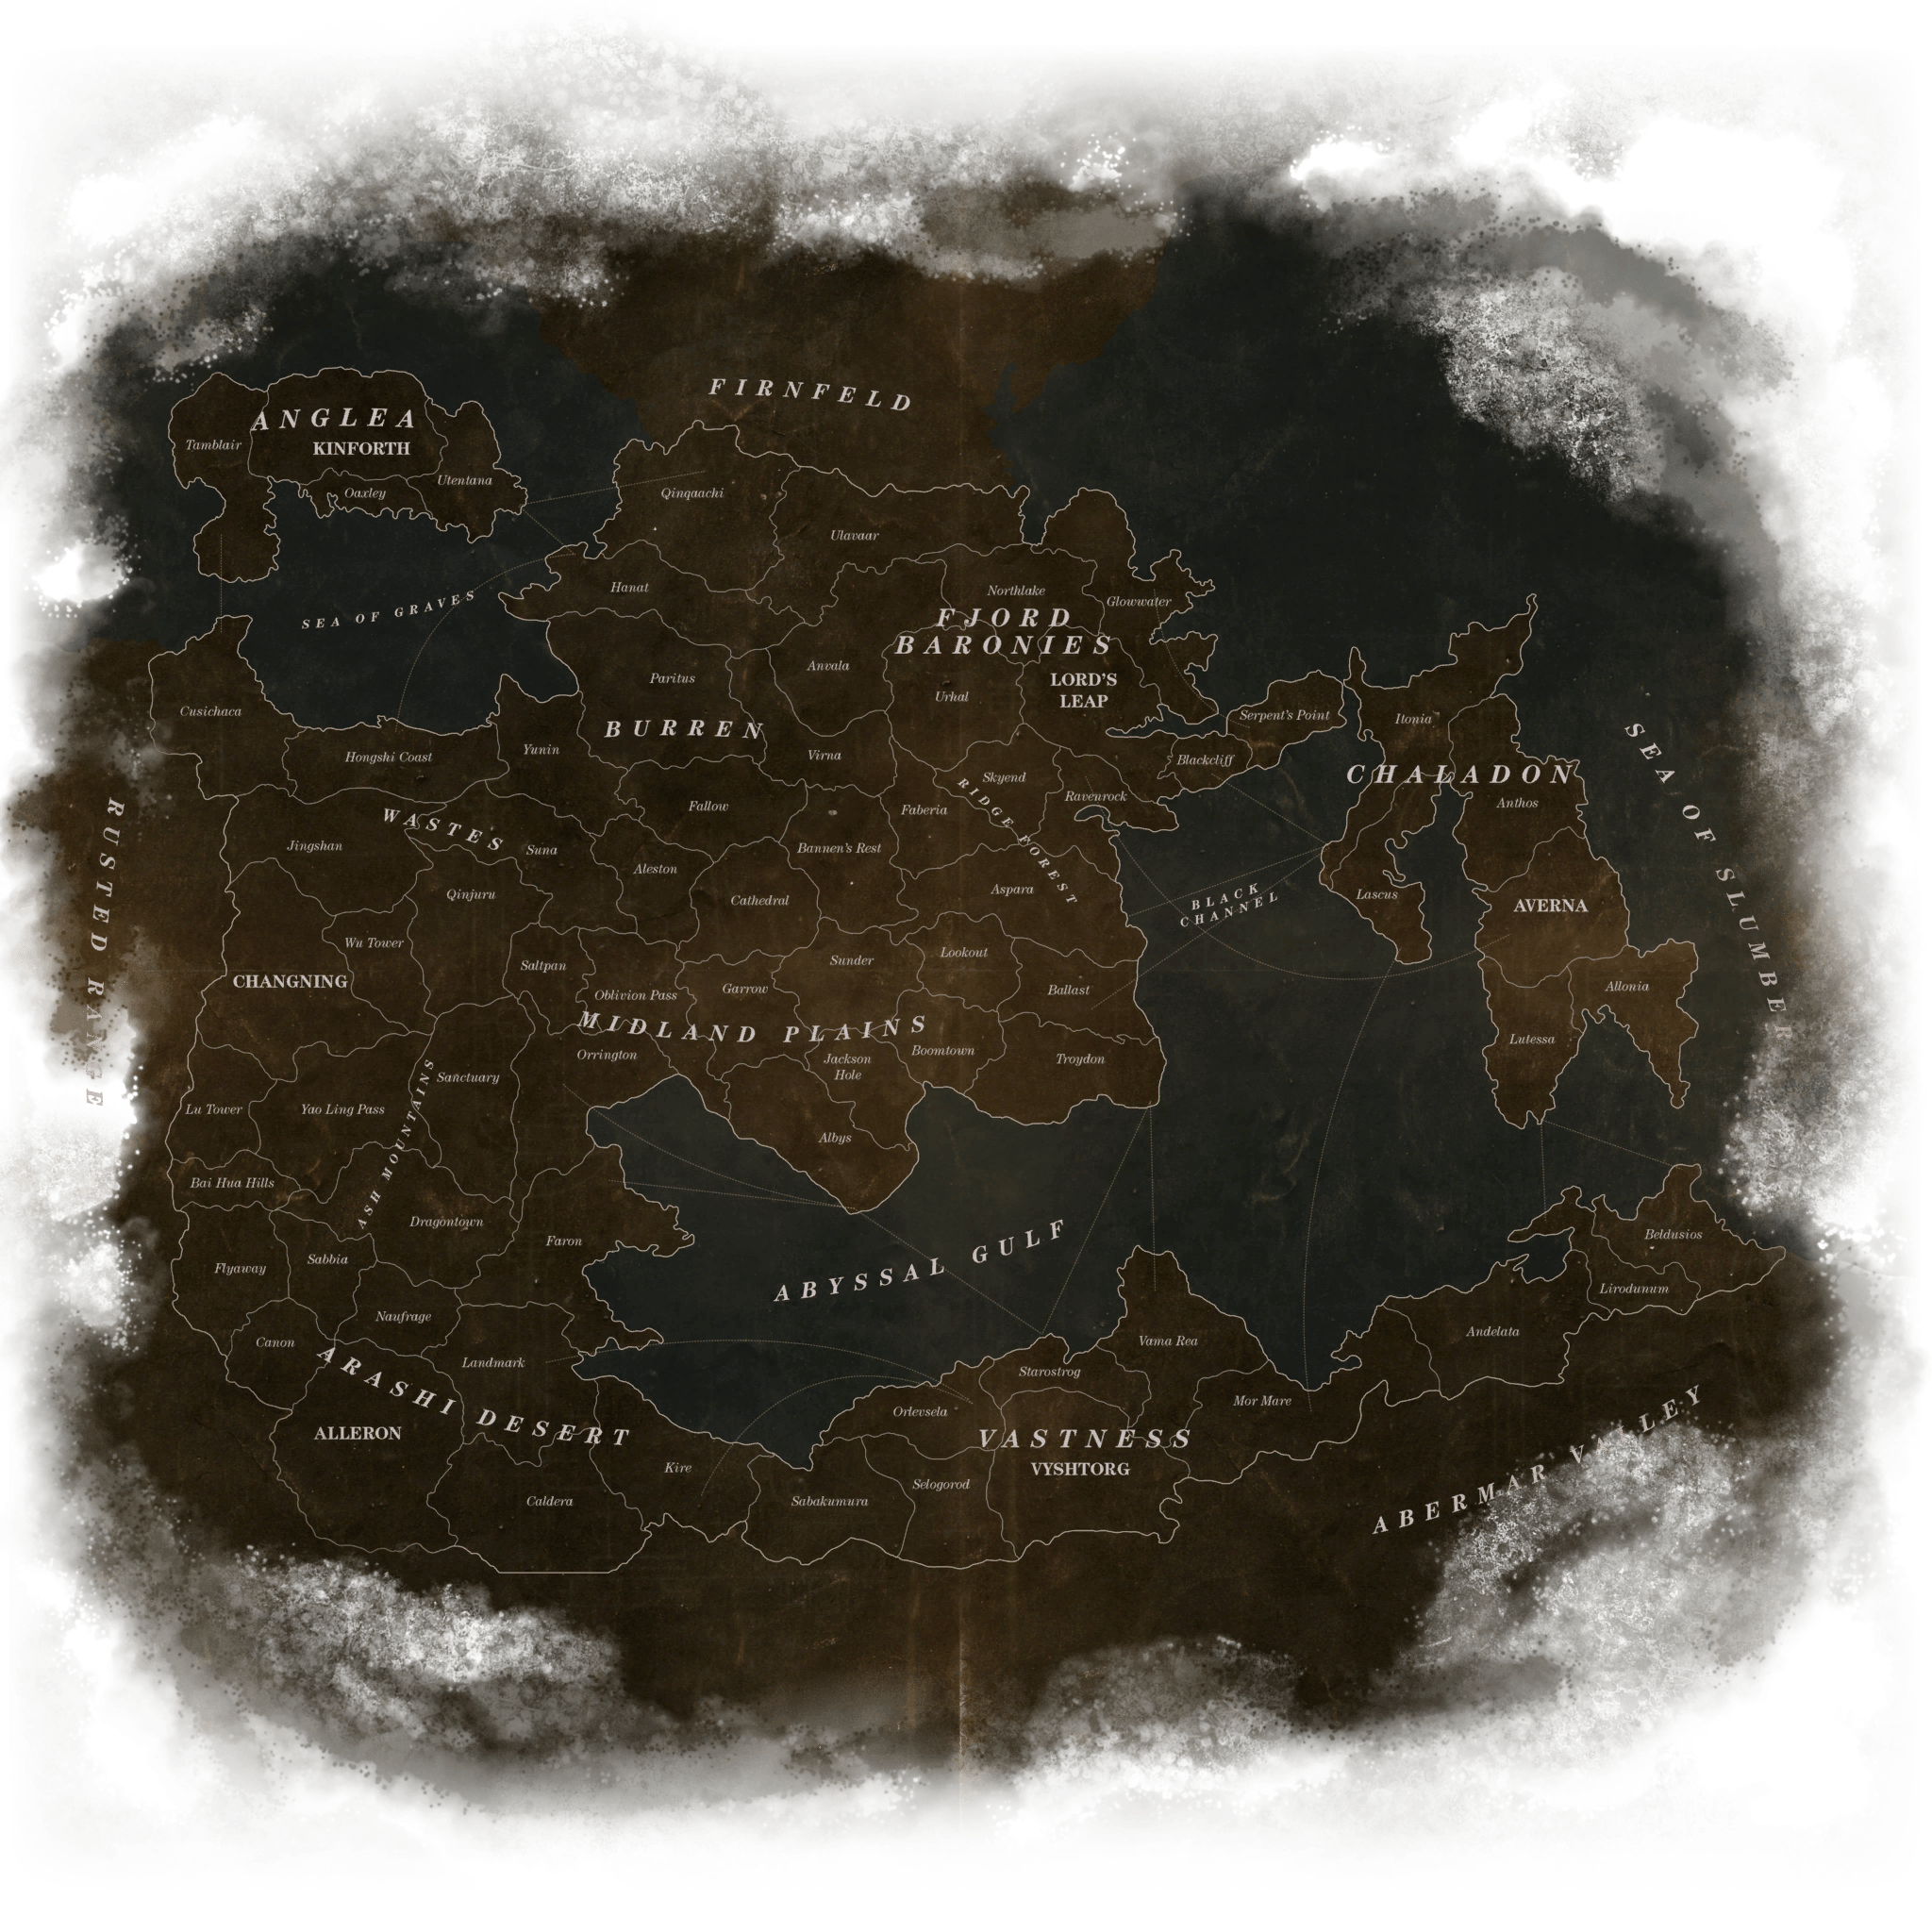 FIRNFELD
ANGLEA
KINFORTH
Tamblair
Utentana
Oaxley
Qinqaachi
Ulavaar
Hanat
Northlake
Glowwater
SEA OF GRAVES
FJORD
BARONIES
Anvala
Paritus
LORD'S
LEAP
Urhal
Cusichaca
Serpent's Point
Itonia
BURREN
Hongshi Coast
Yunin
Virna
Blackcliff
SEA OF SLUMBER
CHALADON
Skyend
Ravenrock
Anthos
RIDGE FOREST
Fallow
Faberia
WASTES
Jingshan
Suna
Bannen's Rest
Aleston
RUSTED RANGE
Qinjuru
Cathedral
Aspara
BLACK
CHANNEL
Lascus
AVERNA
Wu Tower
Saltpan
Sunder
Lookout
CHANGNING
Oblivion Pass
Garrow
Ballast
Allonia
MIDLAND PLAINS
Orrington
Jackson
Hole
Boomtown
Troydon
Lutessa
Sanctuary
ASH MOUNTAINS
Lu Tower
Yao Ling Pass
Albys
Bai Hua Hills
Dragontown
Faron
Beldusios
ABYSSAL GULF
Flyaway
Sabbia
Lirodunum
Naufrage
Canon
Vama Rea
Andelata
ARASHI DESERT
Landmark
Starostrog
Mor Mare
Orlevsela
ALLERON
VASTNESS
VYSHTORG
ABERMAR VALLEY
Kire
Selogorod
Caldera
Sabakumura